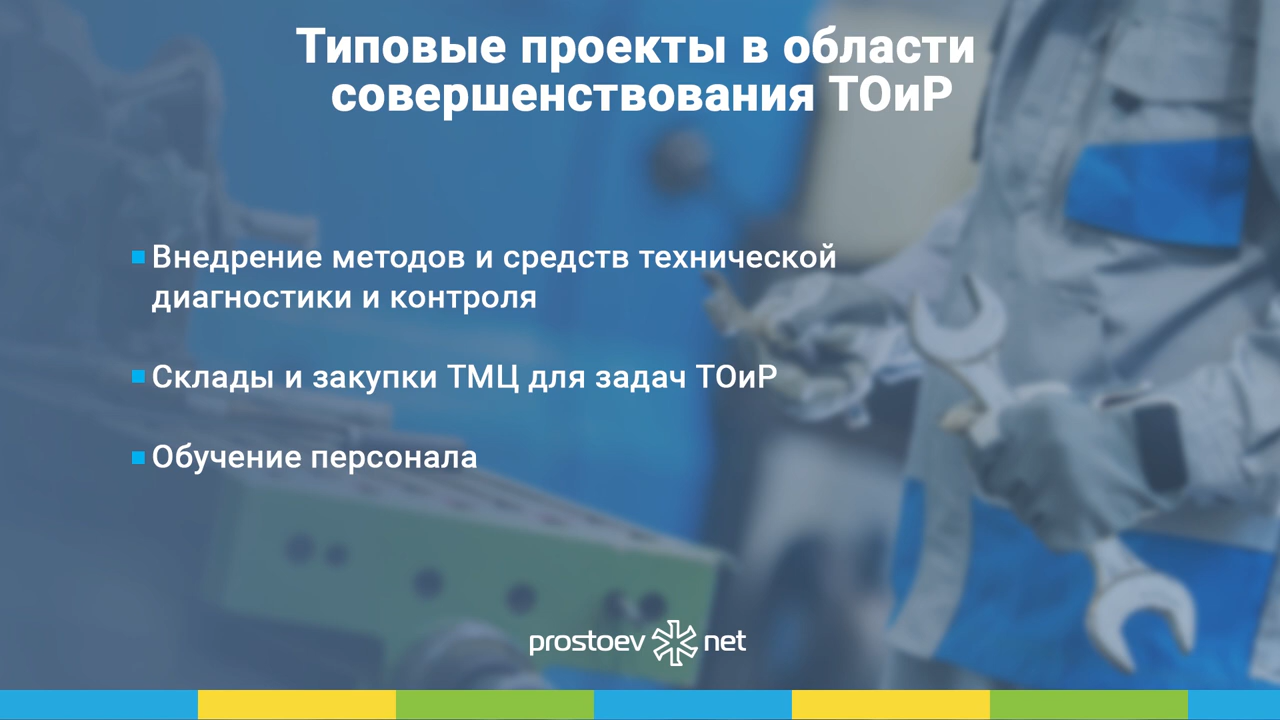 Типовые проекты в области
совершенствования ТОиР
Внедрение методов и средств технической
диагностики и контроля
Склады и закупки ТМЦ для задач ТОиР
Обучение персонала
prostoev net